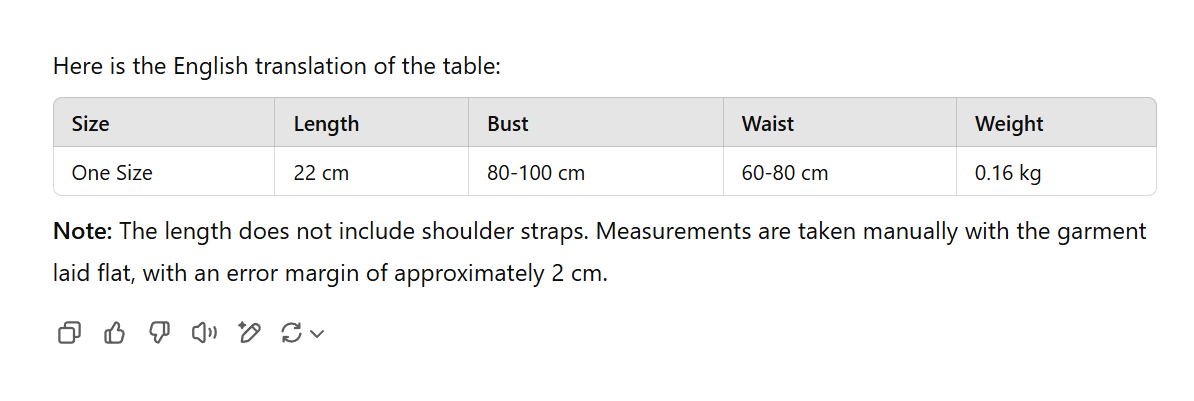 Here is the English translation of the table:
Size Length Bust Waist Weight
One Size 22 cm 80-100 cm 60-80 cm 0.16 kg
Note: The length does not include shoulder straps. Measurements are taken manually with the garment
laid flat, with an error margin of approximately 2 cm.